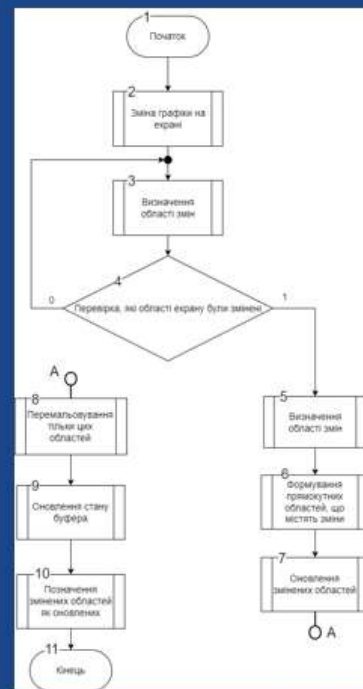 1
Початок
2
Зміна графіки на
екрані
3
Визначення
області змін
4
0
Перевірка, які області екрану були змінені
1
5
Визначення
області змін
6
Формування
прямокутних
областей, що
містять зміни
7
Оновлення
змінених областей
A
A
8
Перемальовування
тільки цих
областей
9
Оновлення стану
буфера
10
Позначення
змінених областей
як оновлених
11
Кінець